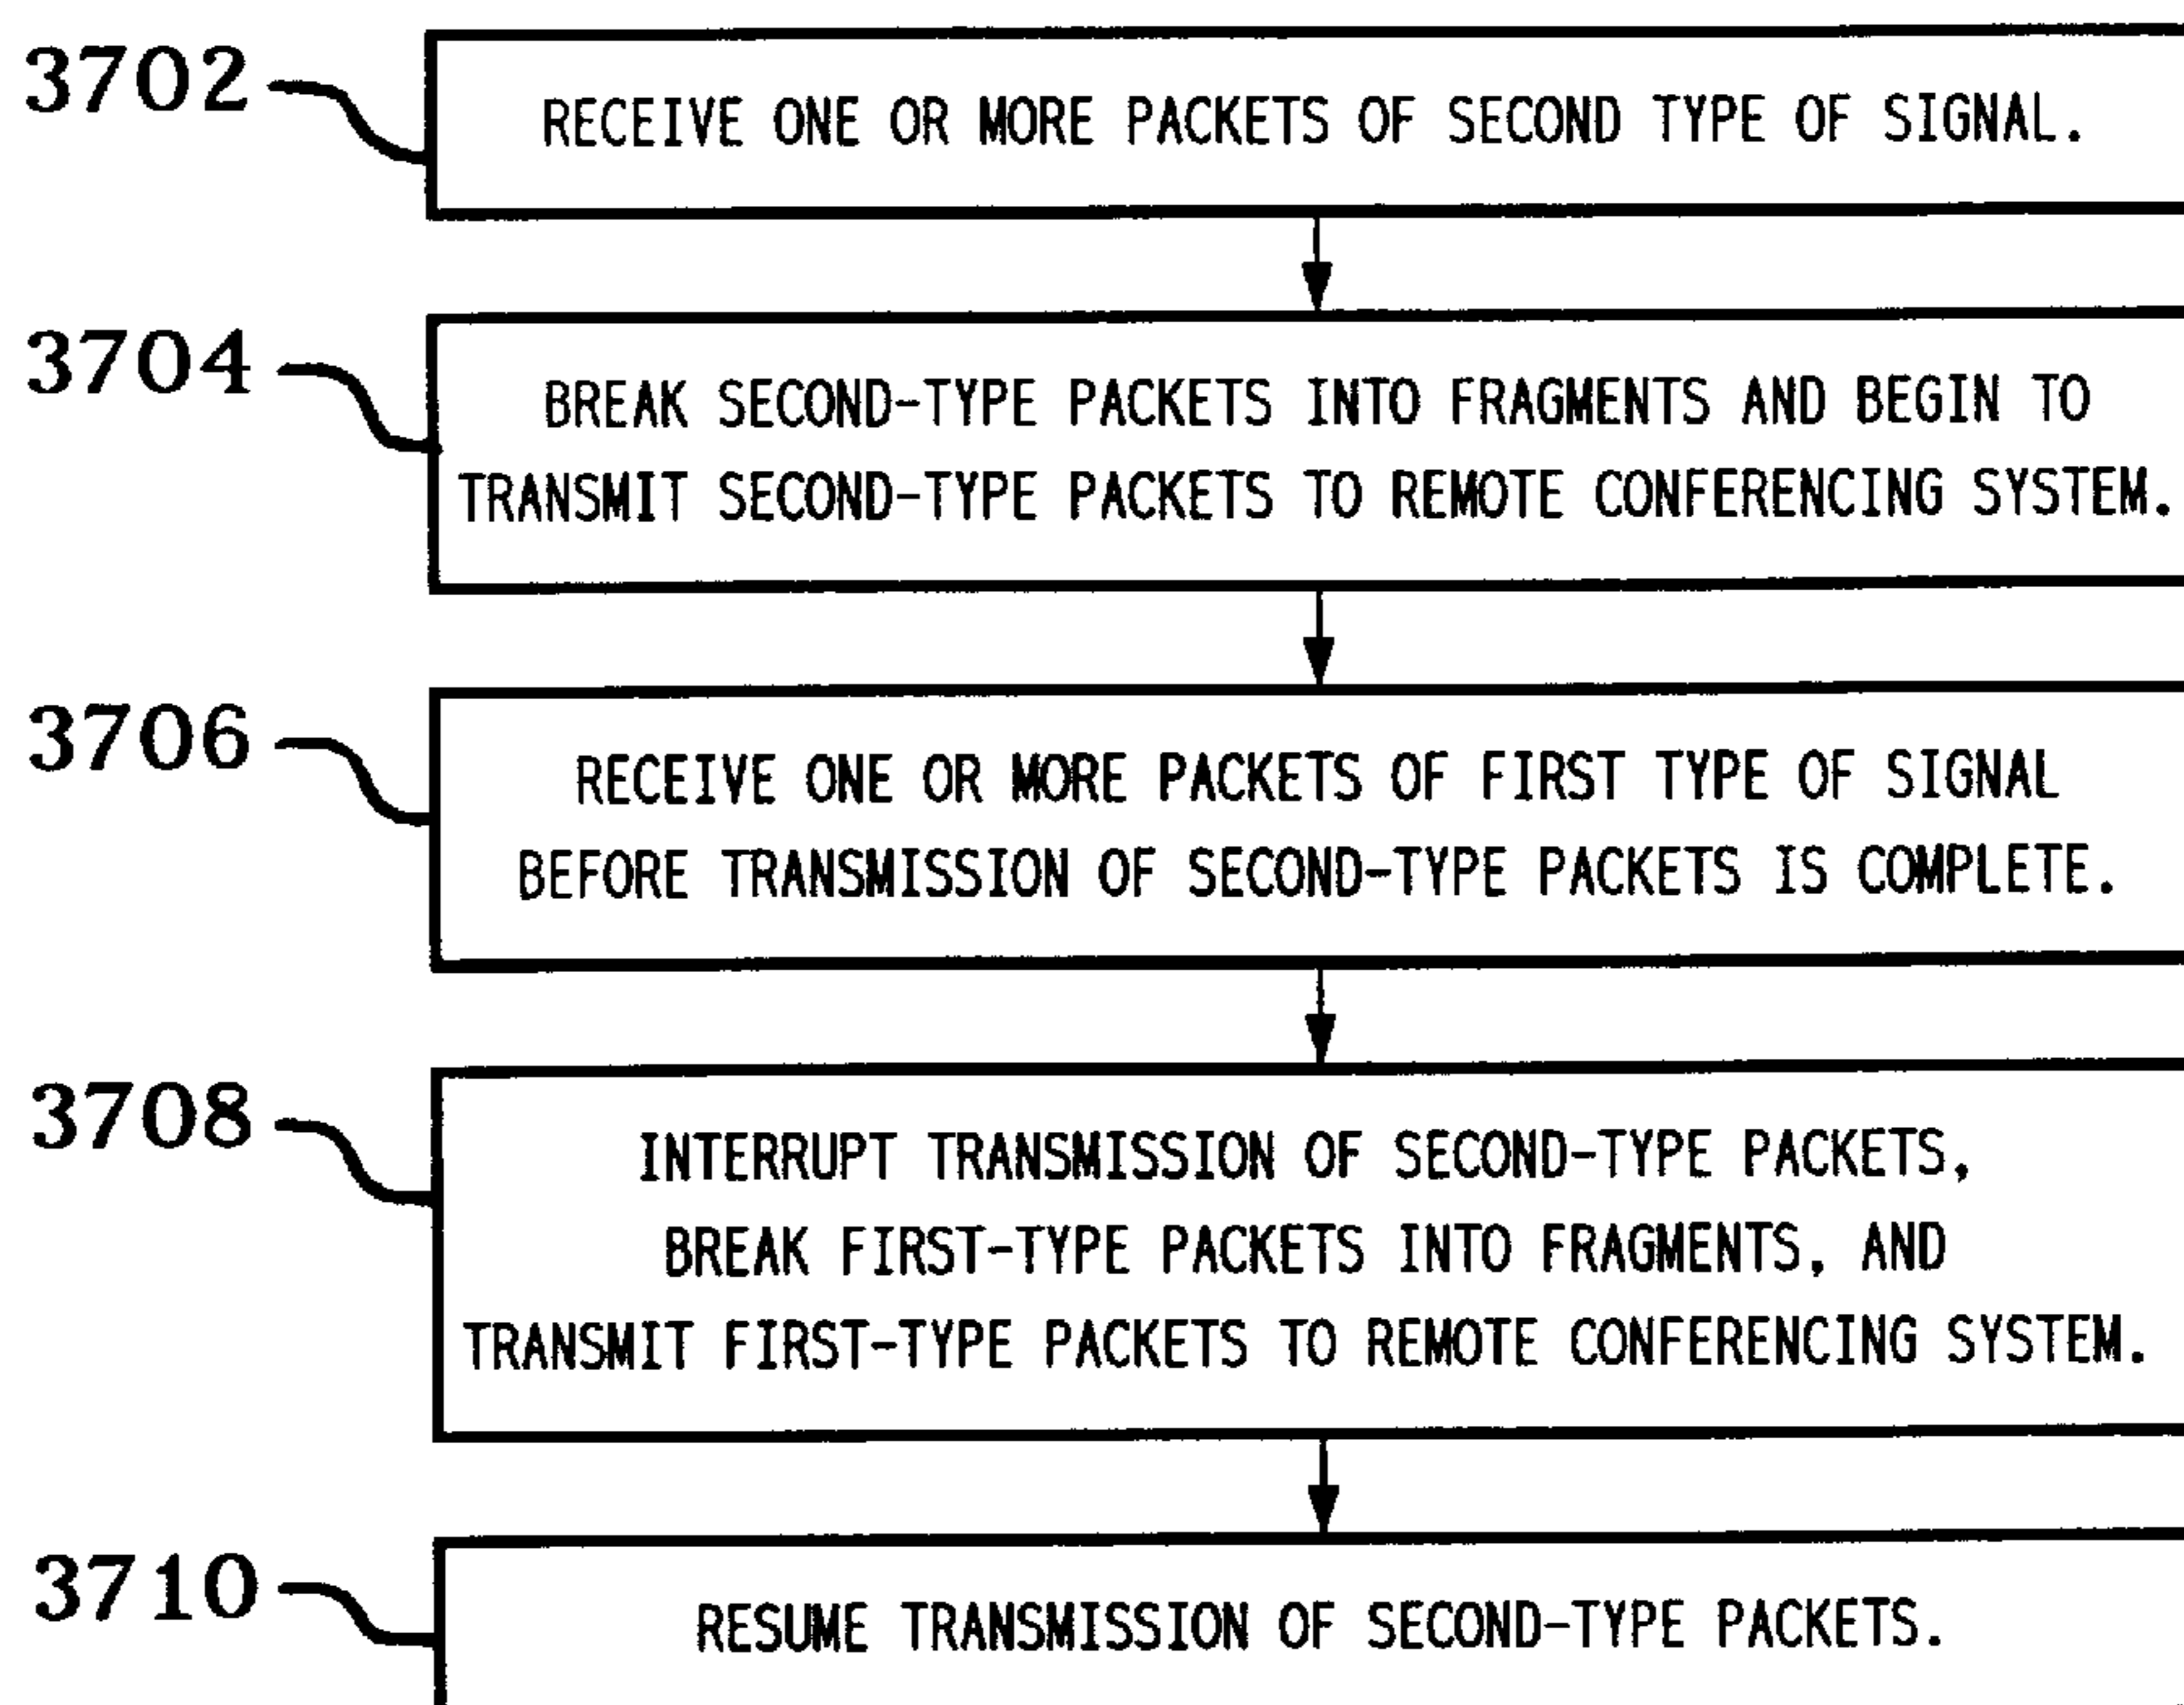 3702
RECEIVE ONE OR MORE PACKETS OF SECOND TYPE OF SIGNAL.
3704
BREAK SECOND-TYPE PACKETS INTO FRAGMENTS AND BEGIN TO
TRANSMIT SECOND-TYPE PACKETS TO REMOTE CONFERENCING SYSTEM.
3706
RECEIVE ONE OR MORE PACKETS OF FIRST TYPE OF SIGNAL
BEFORE TRANSMISSION OF SECOND-TYPE PACKETS IS COMPLETE.
3708
INTERRUPT TRANSMISSION OF SECOND-TYPE PACKETS,
BREAK FIRST-TYPE PACKETS INTO FRAGMENTS, AND
TRANSMIT FIRST-TYPE PACKETS TO REMOTE CONFERENCING SYSTEM.
3710
RESUME TRANSMISSION OF SECOND-TYPE PACKETS.